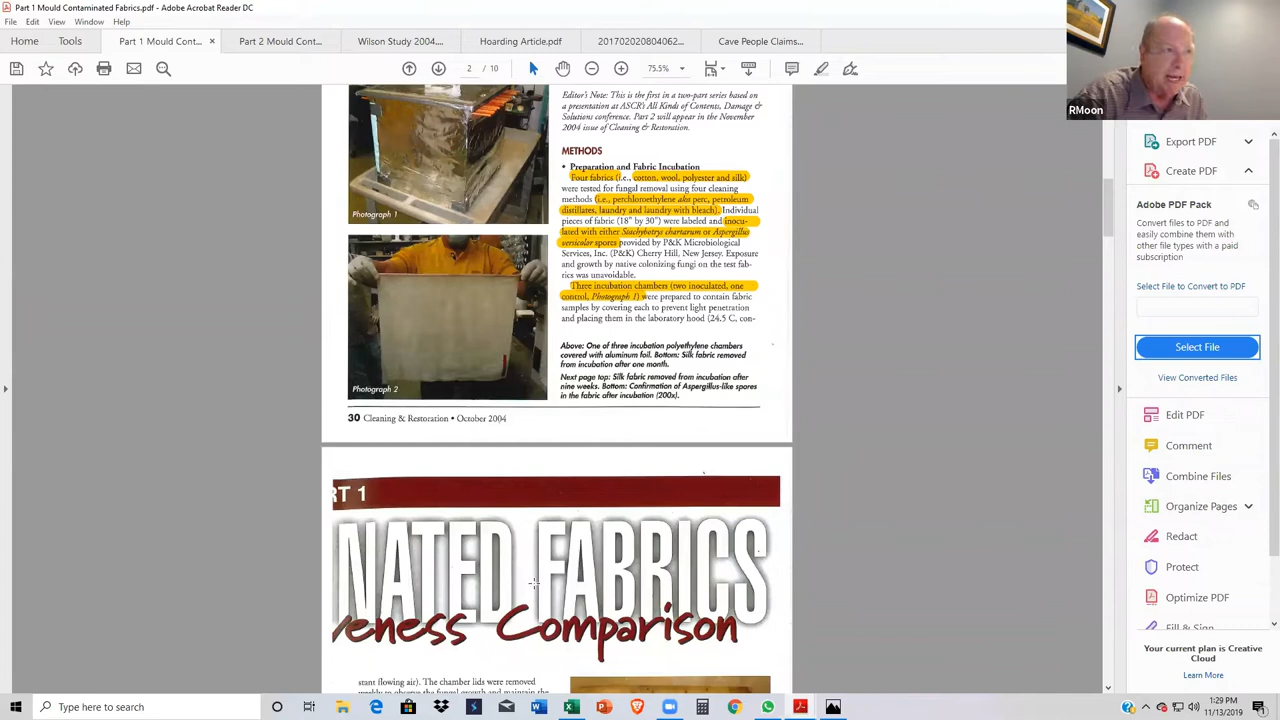 Part 1 Mould Contaminated Fabrics.pdf - Adobe Acrobat Reader DC
File Edit View Window Help
Home Tools Part 1 Mould Cont... × Part 2 Mould Cont... Wilson Study 2004.... Hoarding Article.pdf 20170202080406​2... Cave People Claims...
2 / 10 75.5%
RMoon
Editor's Note: This is the first in a two-part series based on
a presentation at ASCR's All Kinds of Contents, Damage &
Solutions conference. Part 2 will appear in the November
2004 issue of Cleaning & Restoration.
METHODS
• Preparation and Fabric Incubation
Four fabrics (i.e., cotton, wool, polyester and silk)
were tested for fungal removal using four cleaning
methods (i.e., perchloroethylene aka perc, petroleum
distillates, laundry and laundry with bleach). Individual
pieces of fabric (18" by 30") were labeled and inocu-
lated with either Stachybotrys chartarum or Aspergillus
versicolor spores provided by P&K Microbiological
Services, Inc. (P&K) Cherry Hill, New Jersey. Exposure
and growth by native colonizing fungi on the test fab-
rics was unavoidable.
Three incubation chambers (two inoculated, one
control, Photograph 1) were prepared to contain fabric
samples by covering each to prevent light penetration
and placing them in the laboratory hood (24.5 C, con-
Photograph 1
Photograph 2
Above: One of three incubation polyethylene chambers
covered with aluminum foil. Bottom: Silk fabric removed
from incubation after one month.
Next page top: Silk fabric removed from incubation after
nine weeks. Bottom: Confirmation of Aspergillus-like spores
in the fabric after incubation (200x).
30 Cleaning & Restoration • October 2004
RT 1
NATED FABRICS
veness Comparison
stant flowing air). The chamber lids were removed
Export PDF
Create PDF
Adobe PDF Pack
Convert files to PDF and
easily combine them with
other file types with a paid
subscription
Select File to Convert to PDF
Select File
View Converted Files
Edit PDF
Comment
Combine Files
Organize Pages
Redact
Protect
Optimize PDF
Fill & Sign
Your current plan is Creative
Cloud
Learn More
Type here to search
1:29 PM
11/13/2019